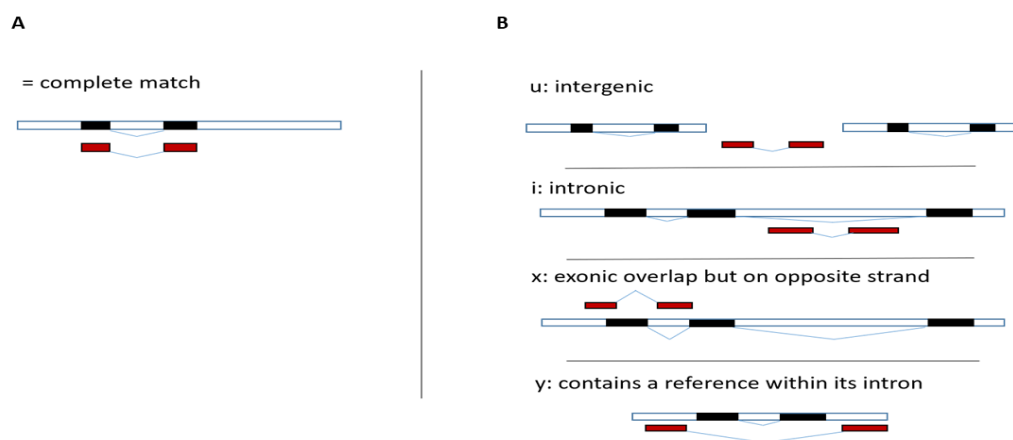 A
= complete match
B
u: intergenic
i: intronic
x: exonic overlap but on opposite strand
y: contains a reference within its intron